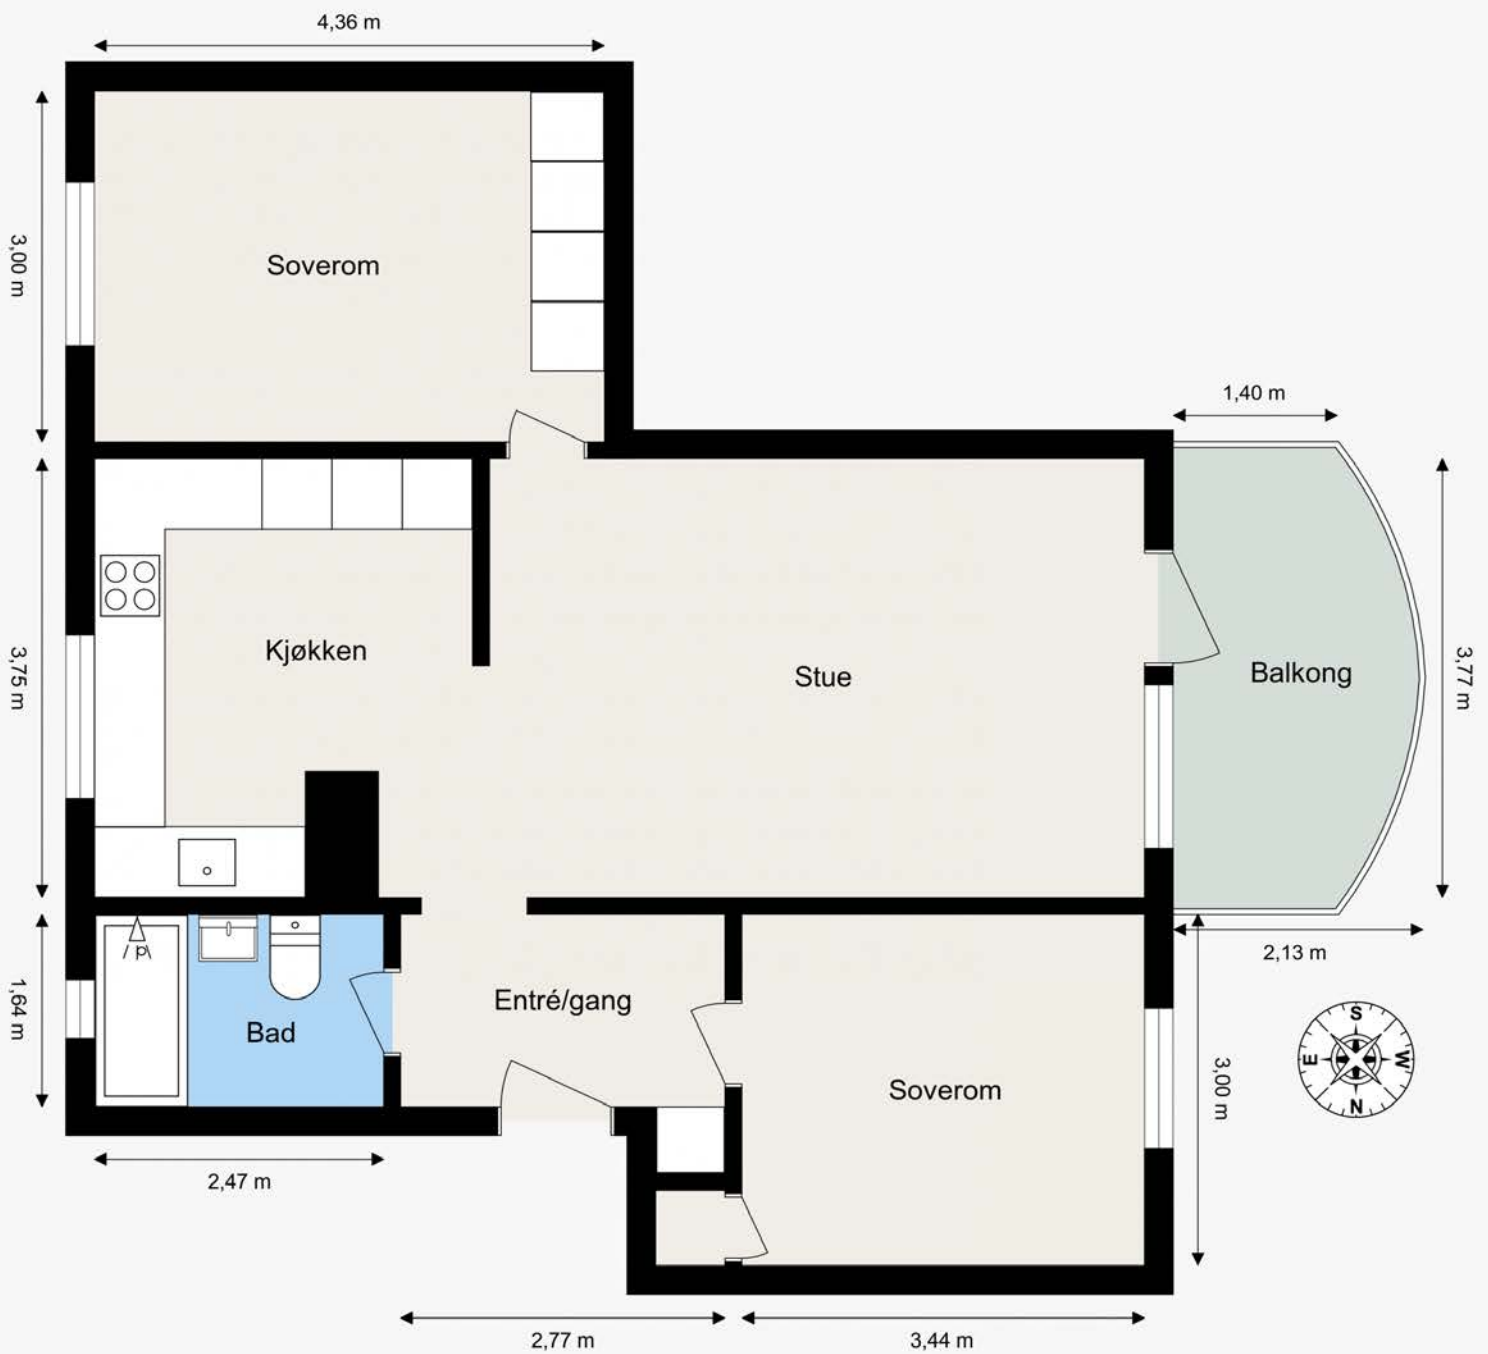 4,36 m
3,00 m
Soverom
1,40 m
3,75 m
Kjøkken
Stue
Balkong
3,77 m
2,13 m
1,64 m
Bad
Entré/gang
Soverom
3,00 m
S
E
W
N
2,47 m
2,77 m
3,44 m